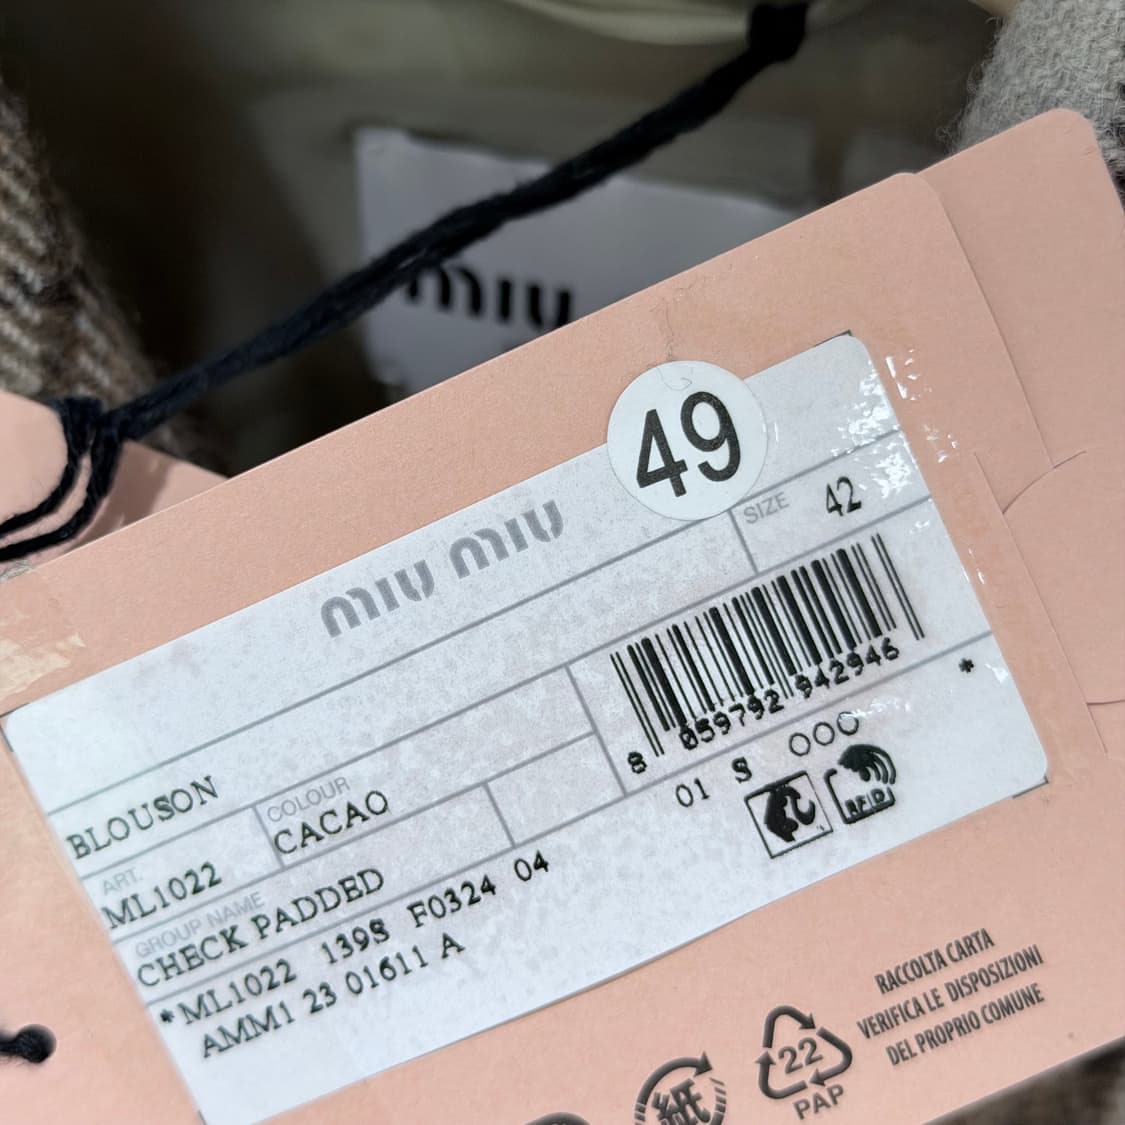 miu
49
miu miu
SIZE 42
BLOUSON
8 059792 942946
ART. COLOUR
ML1022 CACAO
01 S OOO *
GROUP NAME
CHECK PADDED
RFID
*ML1022 139S F0324 04
AMM1 23 01611 A
RACCOLTA CARTA
VERIFICA LE DISPOSIZIONI
DEL PROPRIO COMUNE
22
PAP
紙